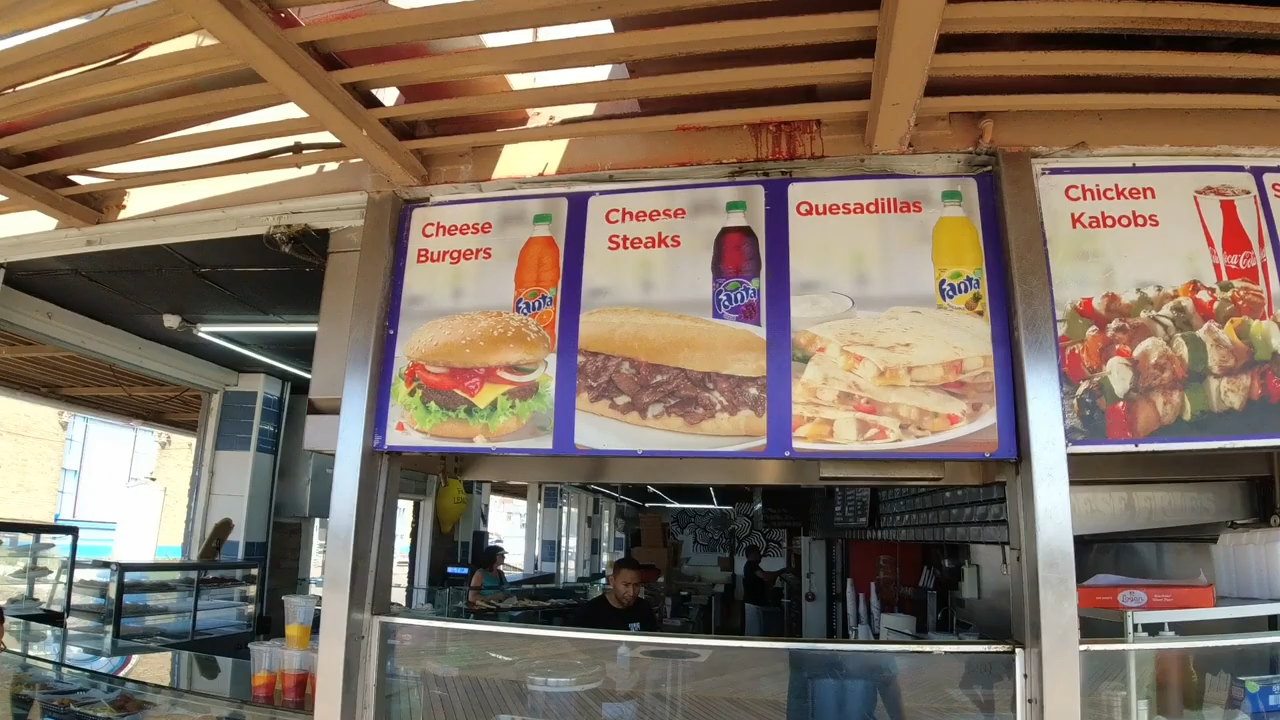 Cheese
Burgers
Fanta
Cheese
Steaks
Fanta
Quesadillas
Fanta
Chicken
Kabobs
Coca-Cola
S